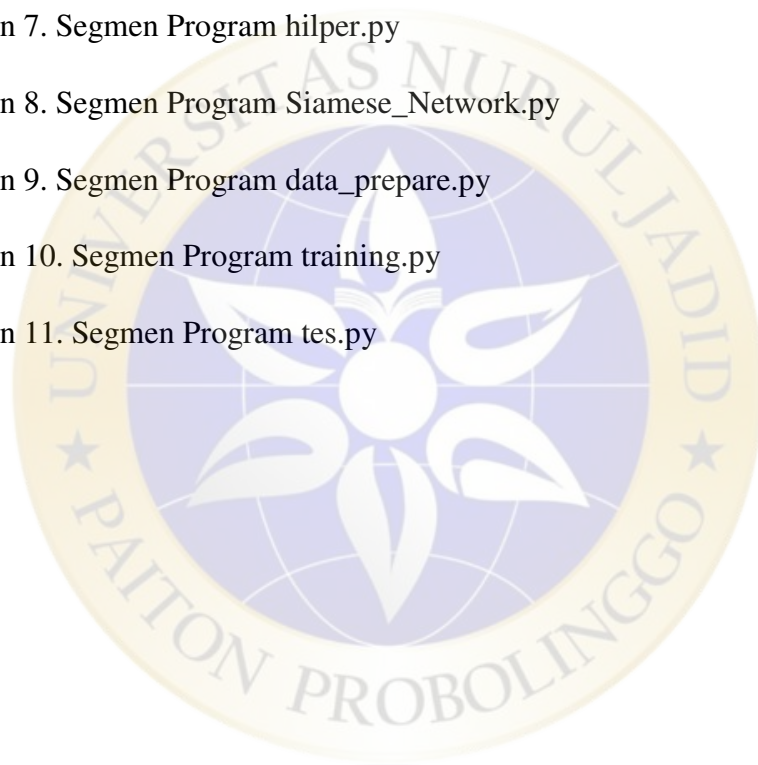 n 7. Segmen Program hilper.py
n 8. Segmen Program Siamese_Network.py
n 9. Segmen Program data_prepare.py
n 10. Segmen Program training.py
n 11. Segmen Program tes.py
UNIVERSITAS NURUL JADID
PAITON PROBOLINGGO